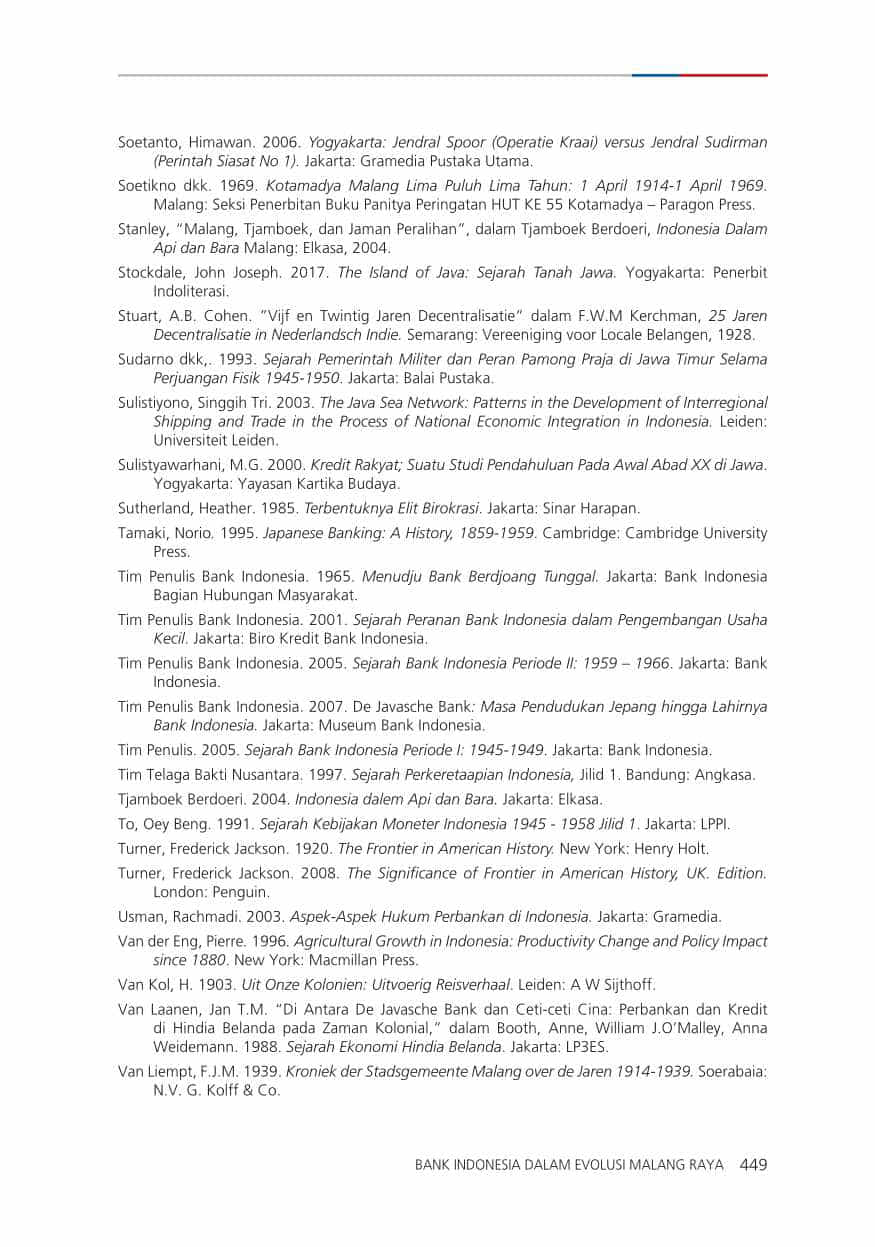 Soetanto, Himawan. 2006. Yogyakarta: Jendral Spoor (Operatie Kraai) versus Jendral Sudirman
(Perintah Siasat No 1). Jakarta: Gramedia Pustaka Utama.
Soetikno dkk. 1969. Kotamadya Malang Lima Puluh Lima Tahun: 1 April 1914-1 April 1969.
Malang: Seksi Penerbitan Buku Panitya Peringatan HUT KE 55 Kotamadya – Paragon Press.
Stanley, “Malang, Tjamboek, dan Jaman Peralihan”, dalam Tjamboek Berdoeri, Indonesia Dalam
Api dan Bara Malang: Elkasa, 2004.
Stockdale, John Joseph. 2017. The Island of Java: Sejarah Tanah Jawa. Yogyakarta: Penerbit
Indoliterasi.
Stuart, A.B. Cohen. ”Vijf en Twintig Jaren Decentralisatie” dalam F.W.M Kerchman, 25 Jaren
Decentralisatie in Nederlandsch Indie. Semarang: Vereeniging voor Locale Belangen, 1928.
Sudarno dkk,. 1993. Sejarah Pemerintah Militer dan Peran Pamong Praja di Jawa Timur Selama
Perjuangan Fisik 1945-1950. Jakarta: Balai Pustaka.
Sulistiyono, Singgih Tri. 2003. The Java Sea Network: Patterns in the Development of Interregional
Shipping and Trade in the Process of National Economic Integration in Indonesia. Leiden:
Universiteit Leiden.
Sulistyawarhani, M.G. 2000. Kredit Rakyat; Suatu Studi Pendahuluan Pada Awal Abad XX di Jawa.
Yogyakarta: Yayasan Kartika Budaya.
Sutherland, Heather. 1985. Terbentuknya Elit Birokrasi. Jakarta: Sinar Harapan.
Tamaki, Norio. 1995. Japanese Banking: A History, 1859-1959. Cambridge: Cambridge University
Press.
Tim Penulis Bank Indonesia. 1965. Menudju Bank Berdjoang Tunggal. Jakarta: Bank Indonesia
Bagian Hubungan Masyarakat.
Tim Penulis Bank Indonesia. 2001. Sejarah Peranan Bank Indonesia dalam Pengembangan Usaha
Kecil. Jakarta: Biro Kredit Bank Indonesia.
Tim Penulis Bank Indonesia. 2005. Sejarah Bank Indonesia Periode II: 1959 – 1966. Jakarta: Bank
Indonesia.
Tim Penulis Bank Indonesia. 2007. De Javasche Bank: Masa Pendudukan Jepang hingga Lahirnya
Bank Indonesia. Jakarta: Museum Bank Indonesia.
Tim Penulis. 2005. Sejarah Bank Indonesia Periode I: 1945-1949. Jakarta: Bank Indonesia.
Tim Telaga Bakti Nusantara. 1997. Sejarah Perkeretaapian Indonesia, Jilid 1. Bandung: Angkasa.
Tjamboek Berdoeri. 2004. Indonesia dalem Api dan Bara. Jakarta: Elkasa.
To, Oey Beng. 1991. Sejarah Kebijakan Moneter Indonesia 1945 - 1958 Jilid 1. Jakarta: LPPI.
Turner, Frederick Jackson. 1920. The Frontier in American History. New York: Henry Holt.
Turner, Frederick Jackson. 2008. The Significance of Frontier in American History, UK. Edition.
London: Penguin.
Usman, Rachmadi. 2003. Aspek-Aspek Hukum Perbankan di Indonesia. Jakarta: Gramedia.
Van der Eng, Pierre. 1996. Agricultural Growth in Indonesia: Productivity Change and Policy Impact
since 1880. New York: Macmillan Press.
Van Kol, H. 1903. Uit Onze Kolonien: Uitvoerig Reisverhaal. Leiden: A W Sijthoff.
Van Laanen, Jan T.M. “Di Antara De Javasche Bank dan Ceti-ceti Cina: Perbankan dan Kredit
di Hindia Belanda pada Zaman Kolonial,” dalam Booth, Anne, William J.O’Malley, Anna
Weidemann. 1988. Sejarah Ekonomi Hindia Belanda. Jakarta: LP3ES.
Van Liempt, F.J.M. 1939. Kroniek der Stadsgemeente Malang over de Jaren 1914-1939. Soerabaia:
N.V. G. Kolff & Co.
BANK INDONESIA DALAM EVOLUSI MALANG RAYA 449